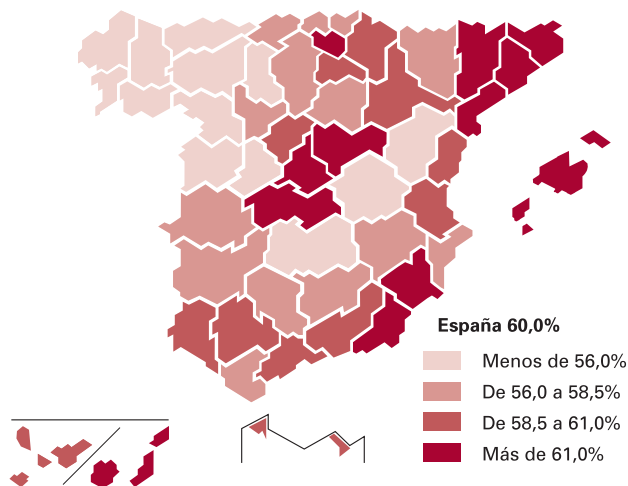 España 60,0%
Menos de 56,0%
De 56,0 a 58,5%
De 58,5 a 61,0%
Más de 61,0%